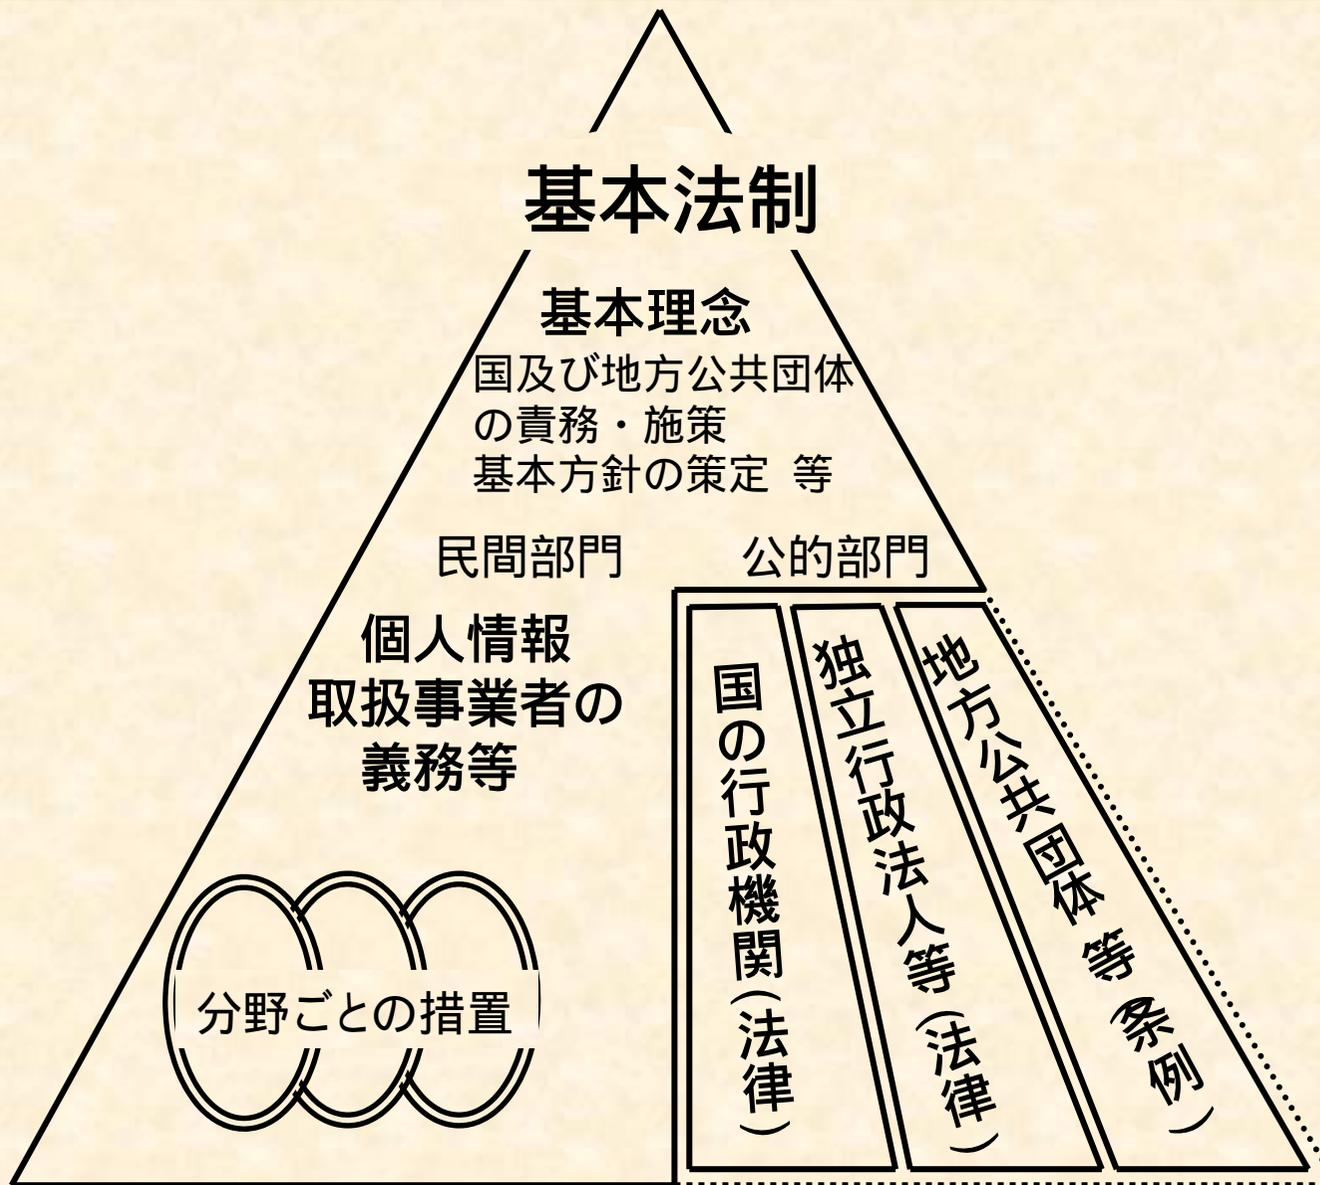 基本法制
基本理念
国及び地方公共団体
の責務・施策
基本方針の策定 等
民間部門
公的部門
個人情報
取扱事業者の
義務等
分野ごとの措置
国の行政機関(法律)
独立行政法人等(法律)
地方公共団体 等 (条例)